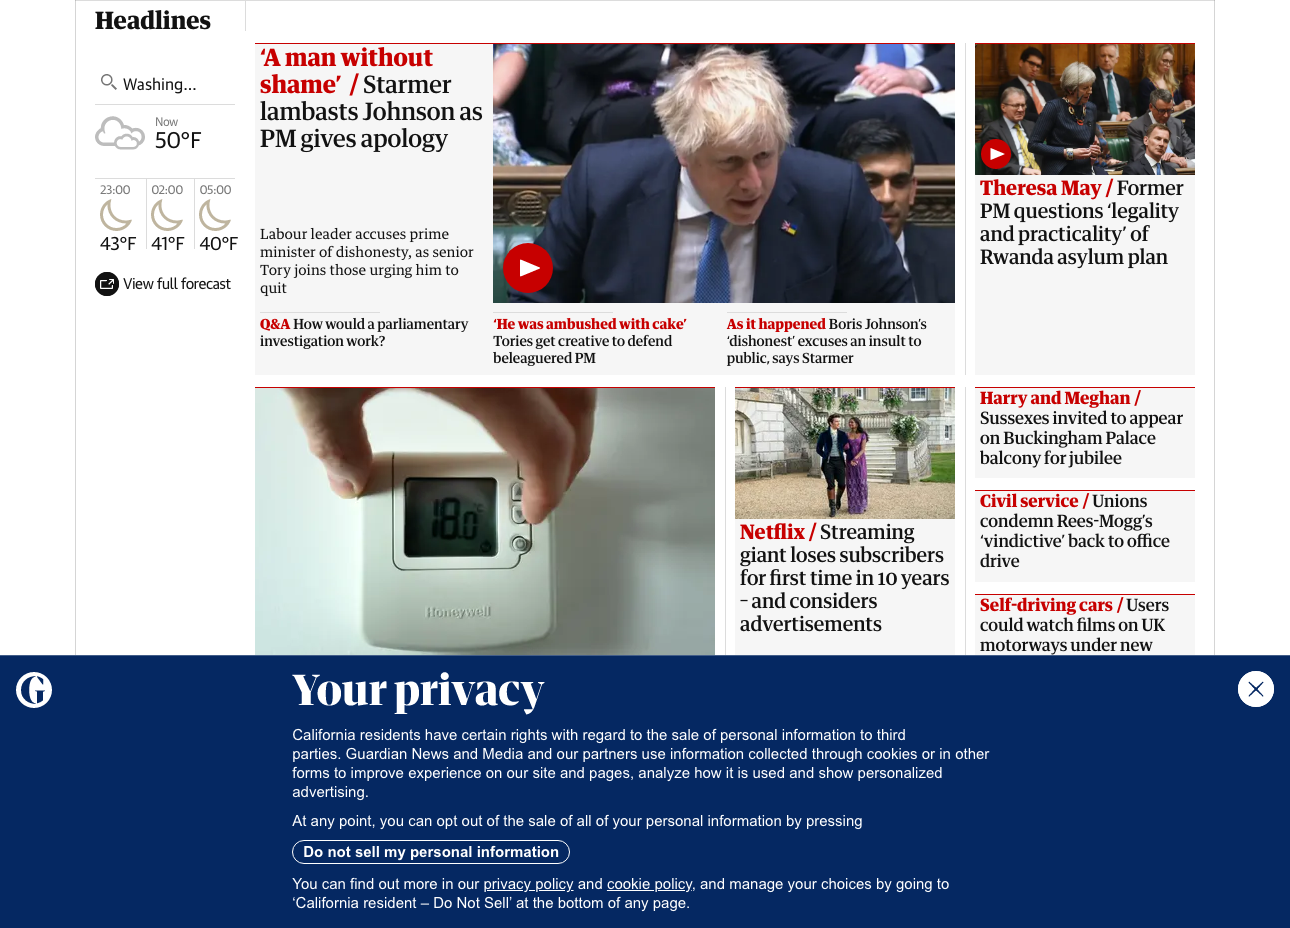 Headlines
Washing...
Now
50°F
23:00
02:00
05:00
43°F
41°F
40°F
View full forecast
‘A man without
shame’ / Starmer
lambasts Johnson as
PM gives apology
Labour leader accuses prime
minister of dishonesty, as senior
Tory joins those urging him to
quit
Q&A How would a parliamentary
investigation work?
‘He was ambushed with cake’
Tories get creative to defend
beleaguered PM
As it happened Boris Johnson’s
‘dishonest’ excuses an insult to
public, says Starmer
Theresa May / Former
PM questions ‘legality
and practicality’ of
Rwanda asylum plan
18.0°C
Honeywell
Netflix / Streaming
giant loses subscribers
for first time in 10 years
– and considers
advertisements
Harry and Meghan /
Sussexes invited to appear
on Buckingham Palace
balcony for jubilee
Civil service / Unions
condemn Rees-Mogg’s
‘vindictive’ back to office
drive
Self-driving cars / Users
could watch films on UK
motorways under new
Your privacy
California residents have certain rights with regard to the sale of personal information to third
parties. Guardian News and Media and our partners use information collected through cookies or in other
forms to improve experience on our site and pages, analyze how it is used and show personalized
advertising.
At any point, you can opt out of the sale of all of your personal information by pressing
Do not sell my personal information
You can find out more in our privacy policy and cookie policy, and manage your choices by going to
‘California resident – Do Not Sell’ at the bottom of any page.